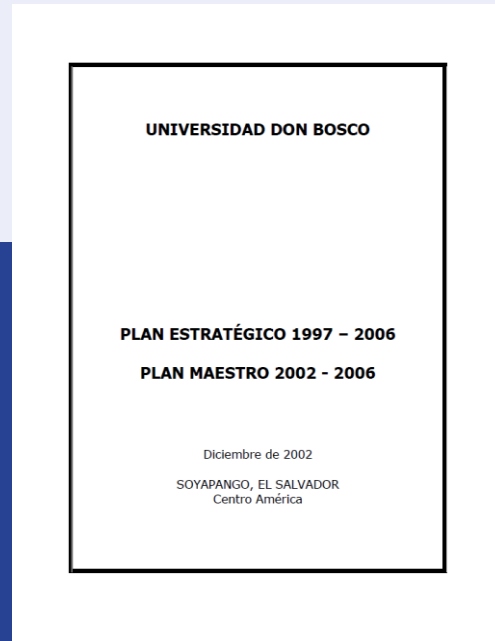 UNIVERSIDAD DON BOSCO
PLAN ESTRATÉGICO 1997 – 2006
PLAN MAESTRO 2002 - 2006
Diciembre de 2002
SOYAPANGO, EL SALVADOR
Centro América